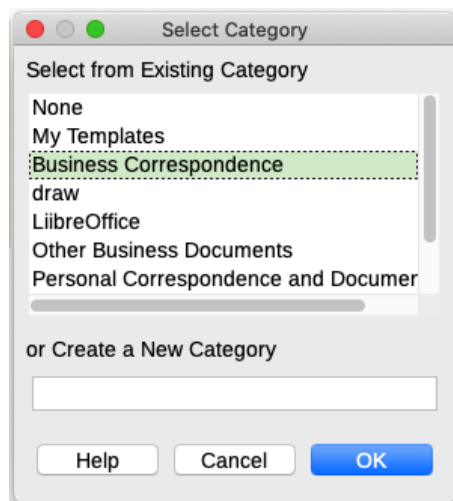 Select Category
Select from Existing Category
None
My Templates
Business Correspondence
draw
LiibreOffice
Other Business Documents
Personal Correspondence and Documer
or Create a New Category
Help
Cancel
OK